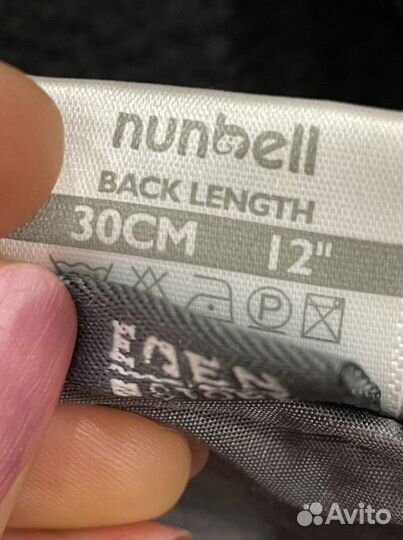 nunbell
BACK LENGTH
30CM 12"
P
Avito